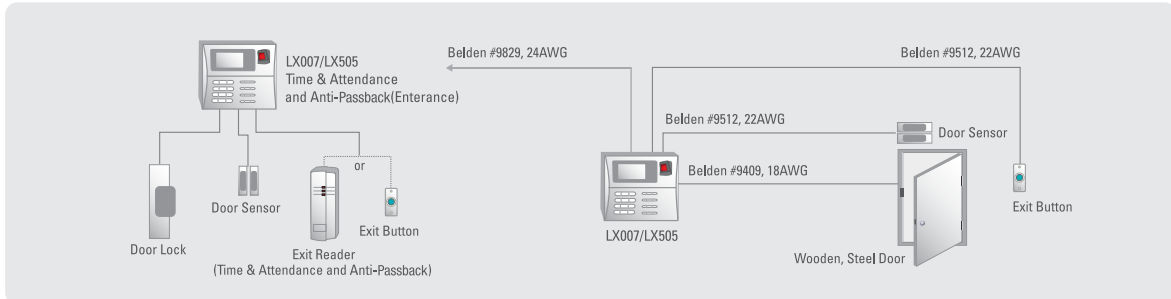 LX007/LX505
Time & Attendance
and Anti-Passback(Enterance)
Door Lock
Door Sensor
or
Exit Reader
(Time & Attendance and Anti-Passback)
Exit Button
Belden #9829, 24AWG
Belden #9512, 22AWG
Belden #9512, 22AWG
Door Sensor
Belden #9409, 18AWG
LX007/LX505
Wooden, Steel Door
Exit Button